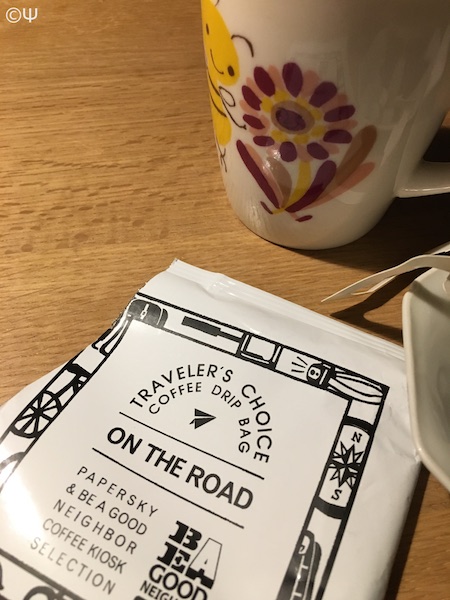 ©Ψ
TRAVELER'S CHOICE
COFFEE DRIP BAG
ON THE ROAD
PAPERSKY
& BE A GOOD
NEIGHBOR
COFFEE KIOSK
SELECTION
BE A
GOOD
N
S